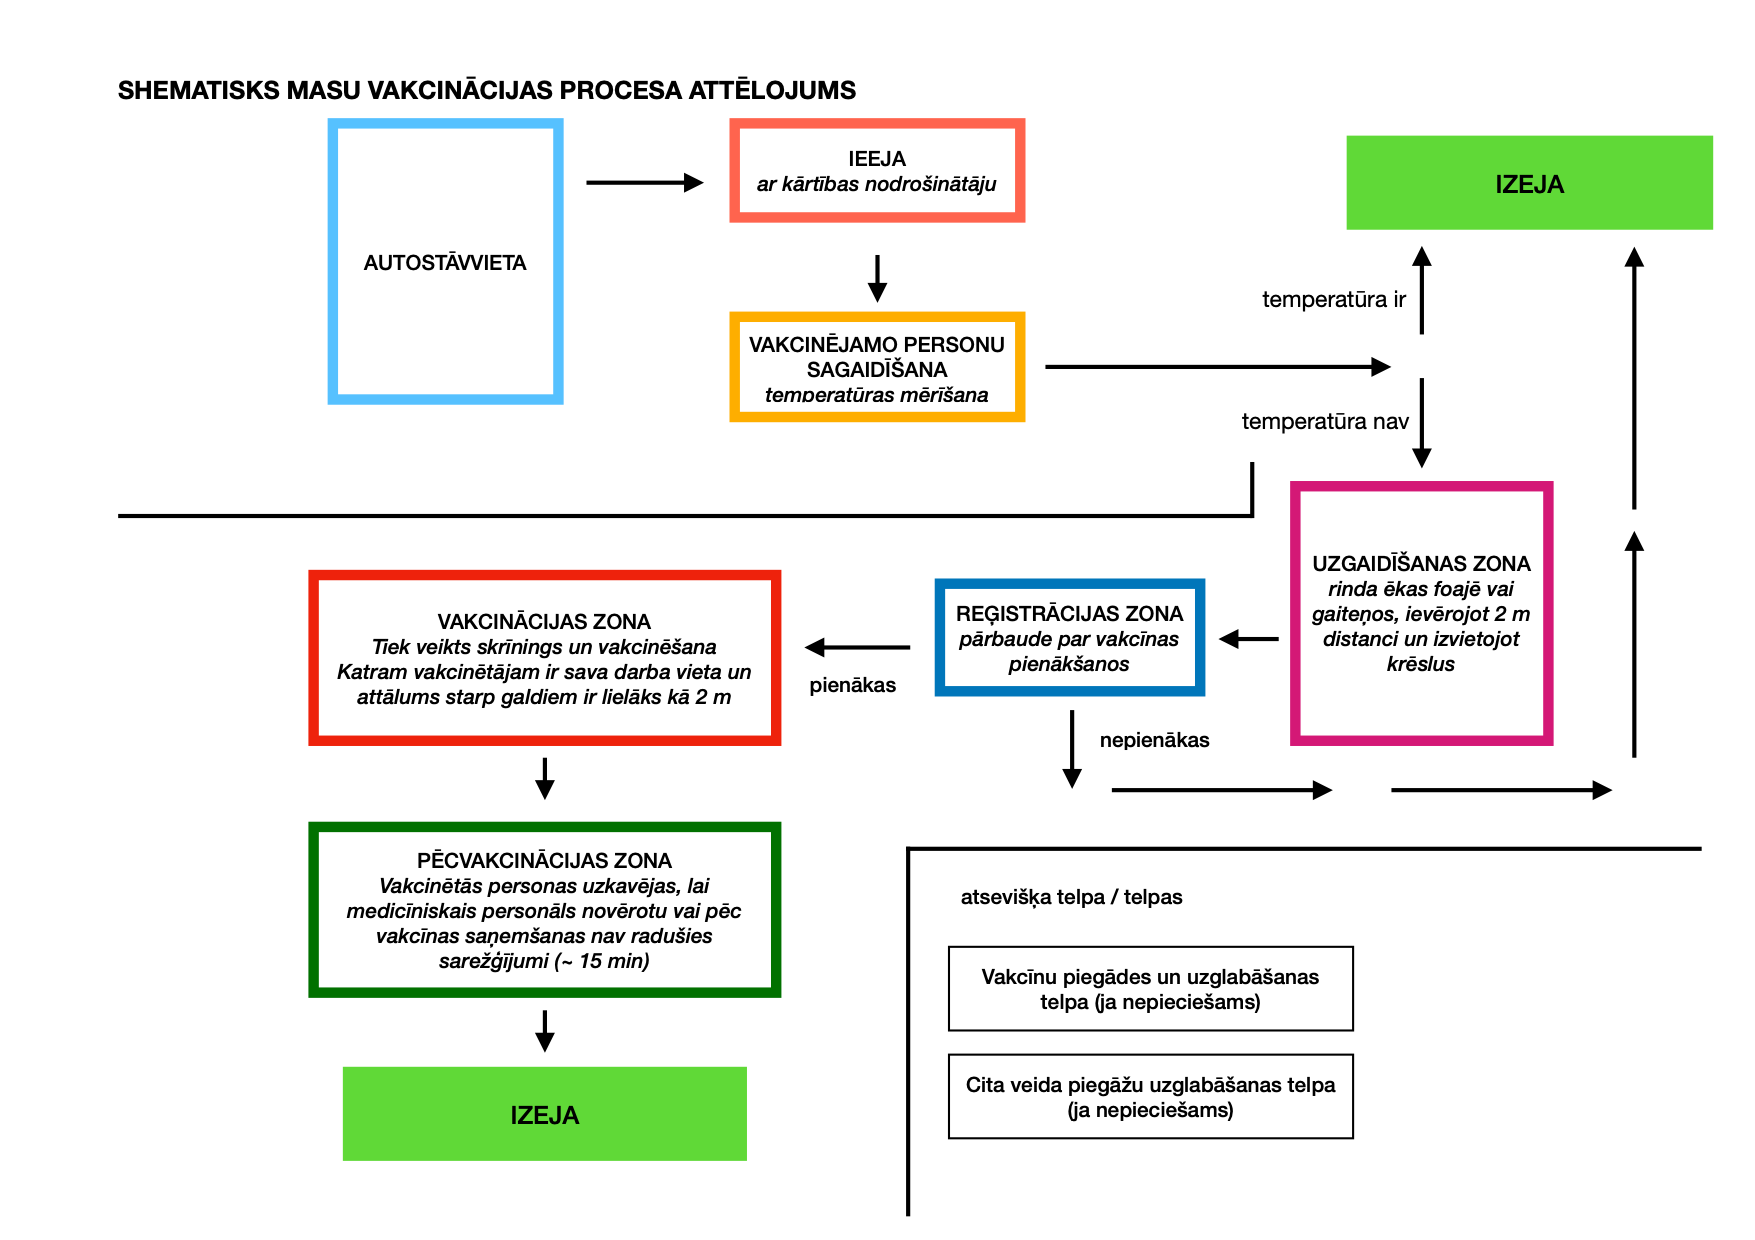 SHEMATISKS MASU VAKCINĀCIJAS PROCESA ATTĒLOJUMS
AUTOSTĀVVIETA
IEEJA
ar kārtības nodrošinātāju
IZEJA
VAKCINĒJAMO PERSONU
SAGAIDĪŠANA
temperatūras mērīšana
temperatūra ir
temperatūra nav
UZGAIDĪŠANAS ZONA
rinda ēkas foajē vai
gaiteņos, ievērojot 2 m
distanci un izvietojot
krēslus
REĢISTRĀCIJAS ZONA
pārbaude par vakcīnas
pienākšanos
pienākas
nepienākas
VAKCINĀCIJAS ZONA
Tiek veikts skrīnings un vakcinēšana
Katram vakcinētājam ir sava darba vieta un
attālums starp galdiem ir lielāks kā 2 m
PĒCVAKCINĀCIJAS ZONA
Vakcinētās personas uzkavējas, lai
medicīniskais personāls novērotu vai pēc
vakcīnas saņemšanas nav radušies
sarežģījumi (~ 15 min)
IZEJA
atsevišķa telpa / telpas
Vakcīnu piegādes un uzglabāšanas
telpa (ja nepieciešams)
Cita veida piegāžu uzglabāšanas telpa
(ja nepieciešams)